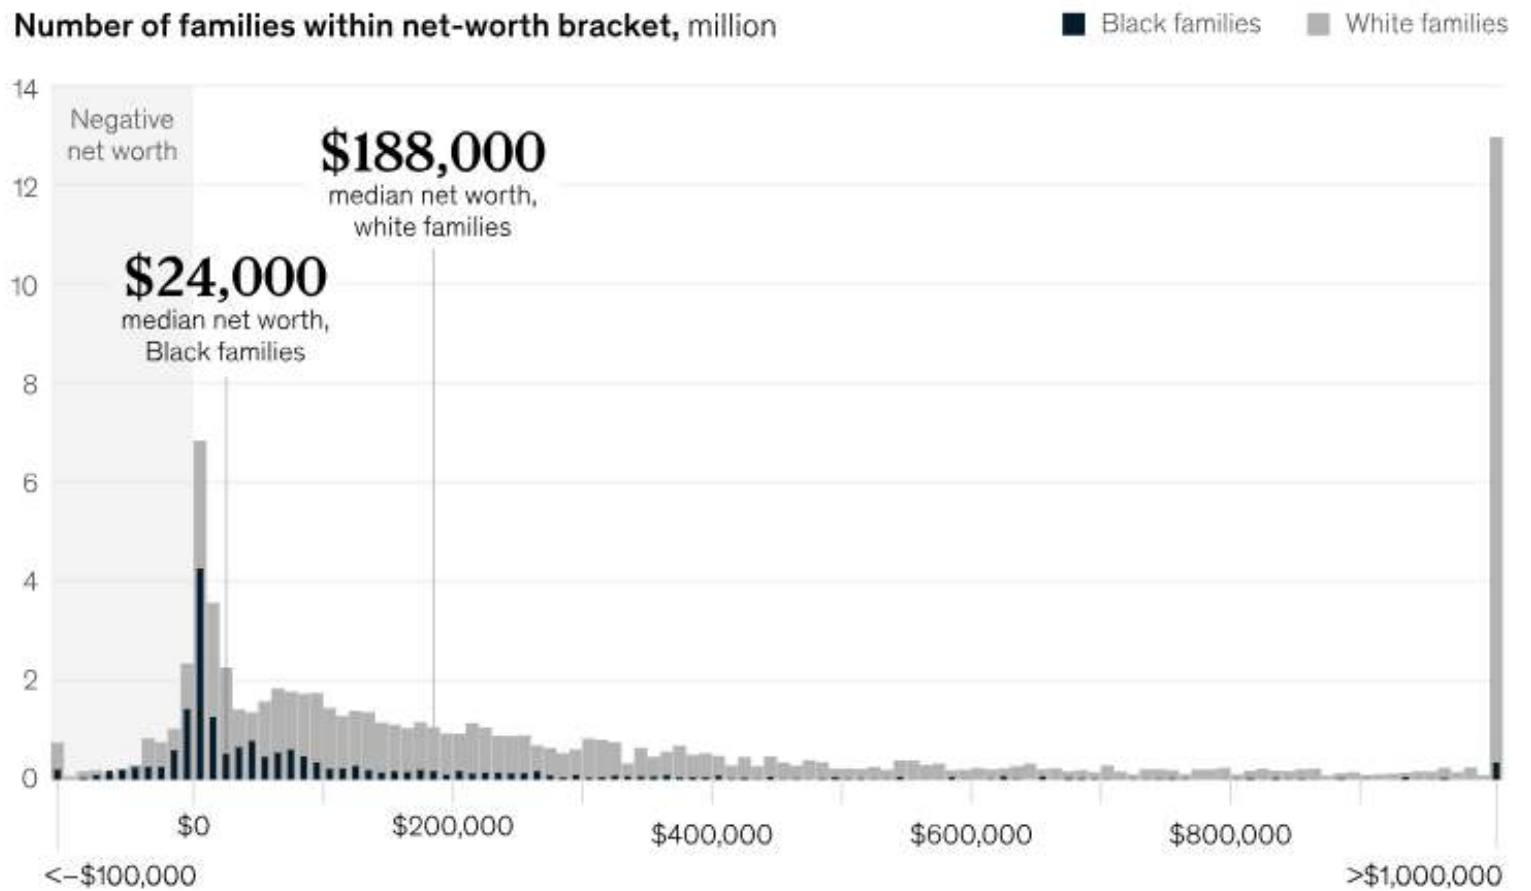 Number of families within net-worth bracket, million
Black families
White families
14
12
10
8
6
4
2
0
Negative
net worth
$188,000
median net worth,
white families
$24,000
median net worth,
Black families
$0
$200,000
$400,000
$600,000
$800,000
<–$100,000
>$1,000,000